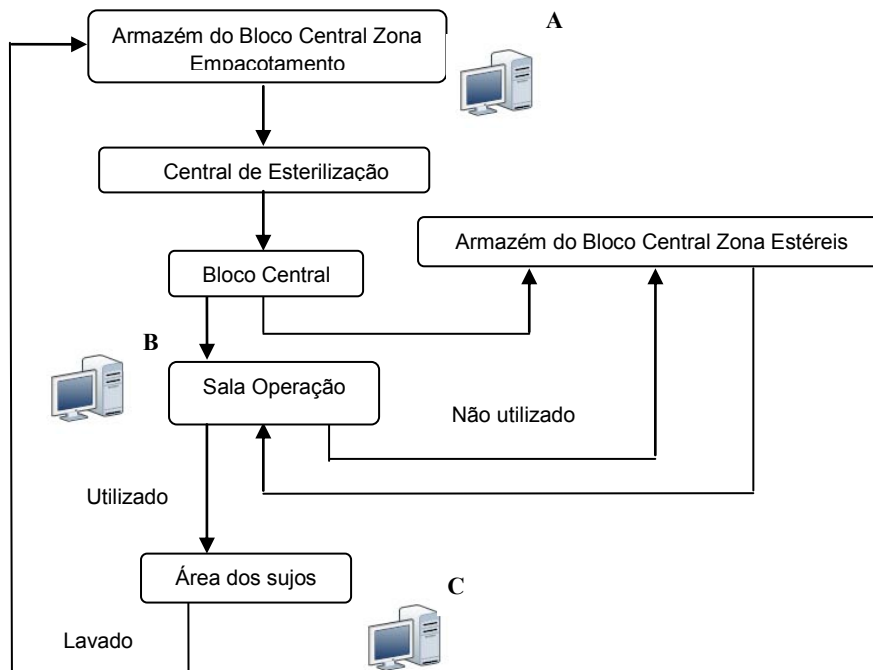 A
Armazém do Bloco Central Zona
Empacotamento
Central de Esterilização
Armazém do Bloco Central Zona Estéreis
Bloco Central
B
Sala Operação
Não utilizado
Utilizado
Área dos sujos
C
Lavado